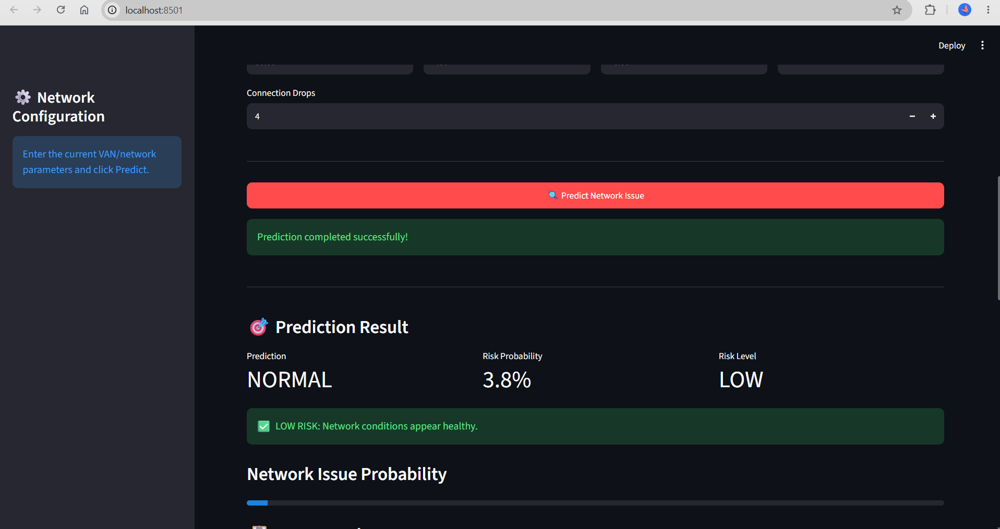 localhost:8501
Deploy
Network
Configuration
Enter the current VAN/network
parameters and click Predict.
Connection Drops
4
Predict Network Issue
Prediction completed successfully!
Prediction Result
Prediction
Risk Probability
Risk Level
NORMAL
3.8%
LOW
LOW RISK: Network conditions appear healthy.
Network Issue Probability